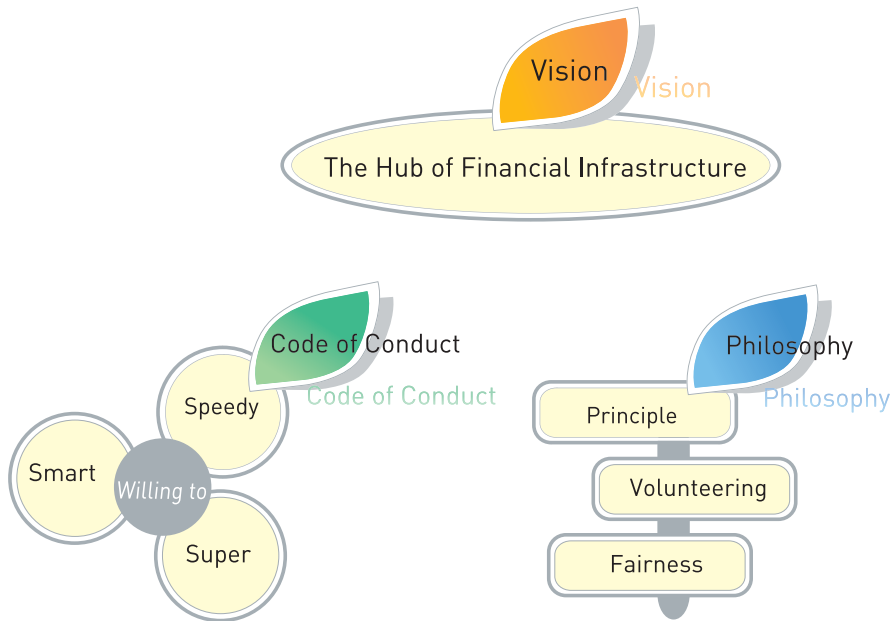 Vision
Vision
The Hub of Financial Infrastructure
Code of Conduct
Code of Conduct
Speedy
Smart
Willing to
Super
Philosophy
Philosophy
Principle
Volunteering
Fairness